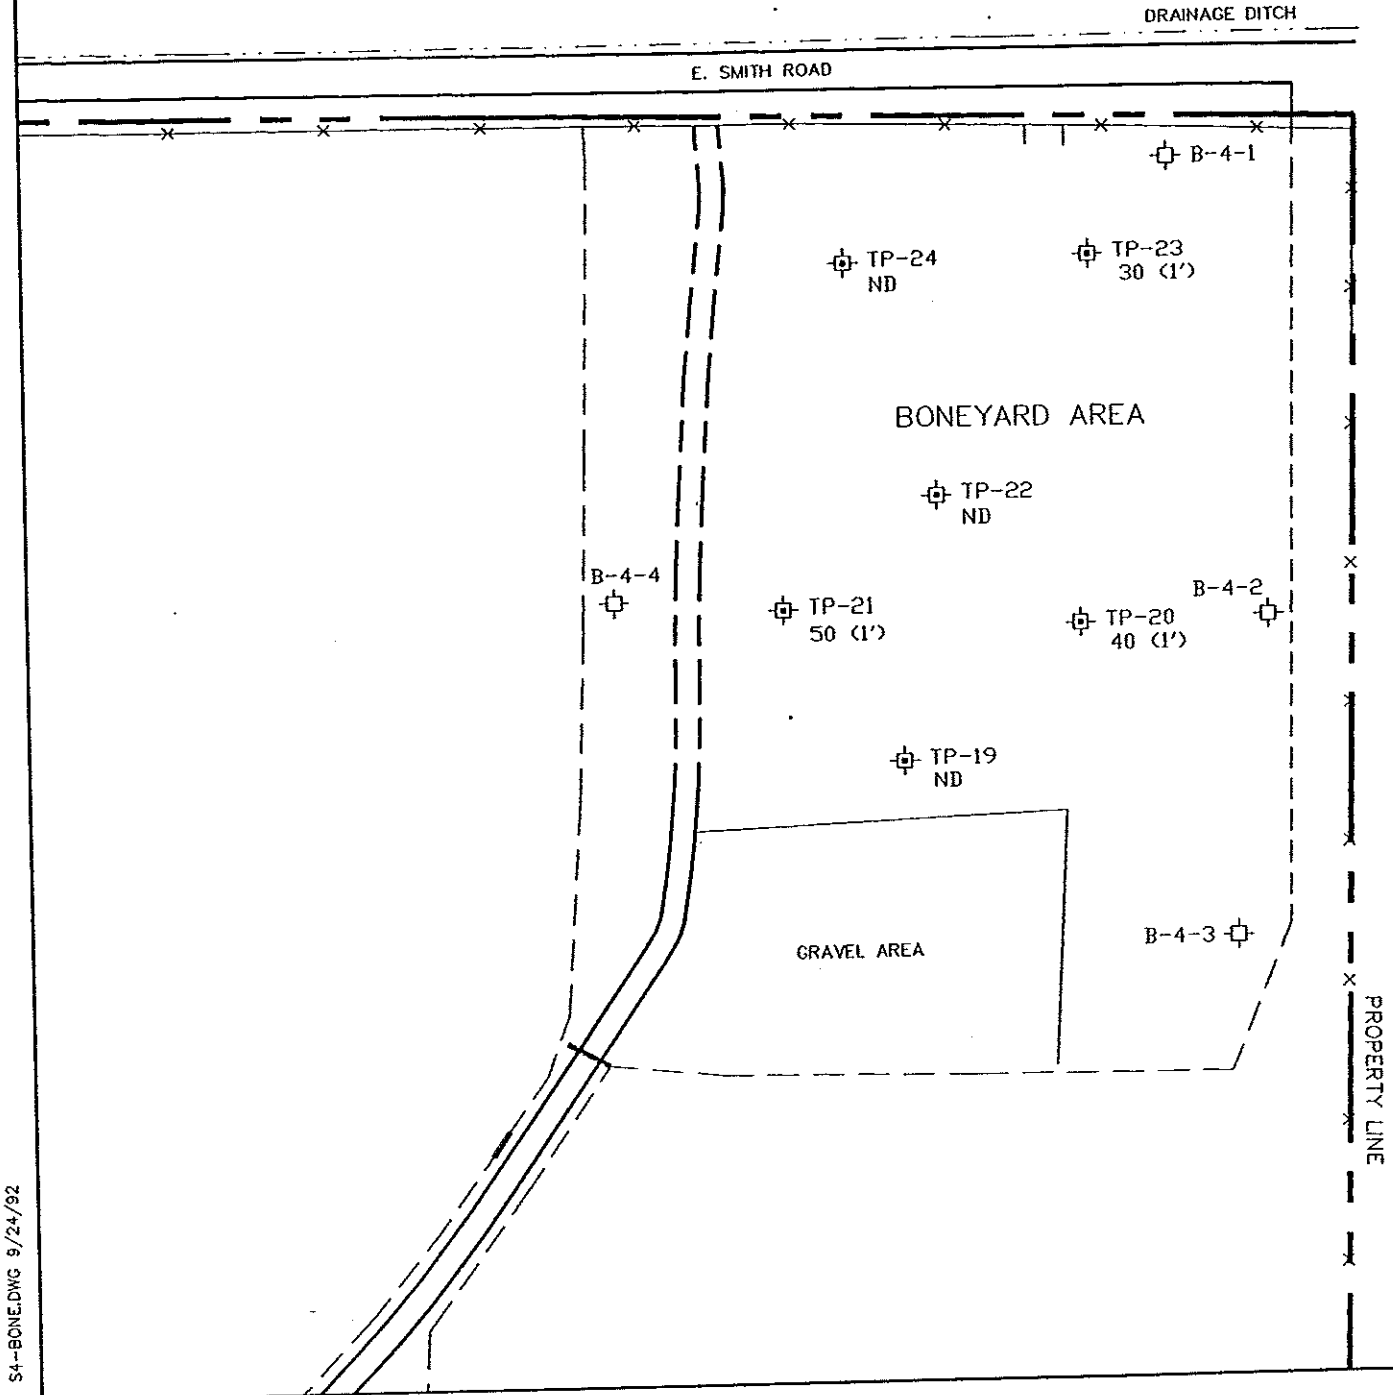 DRAINAGE DITCH
E. SMITH ROAD
B-4-1
TP-24
ND
TP-23
30 (1')
BONEYARD AREA
TP-22
ND
B-4-4
TP-21
50 (1')
B-4-2
TP-20
40 (1')
TP-19
ND
GRAVEL AREA
B-4-3
PROPERTY LINE
S4-BONE.DWG 9/24/92